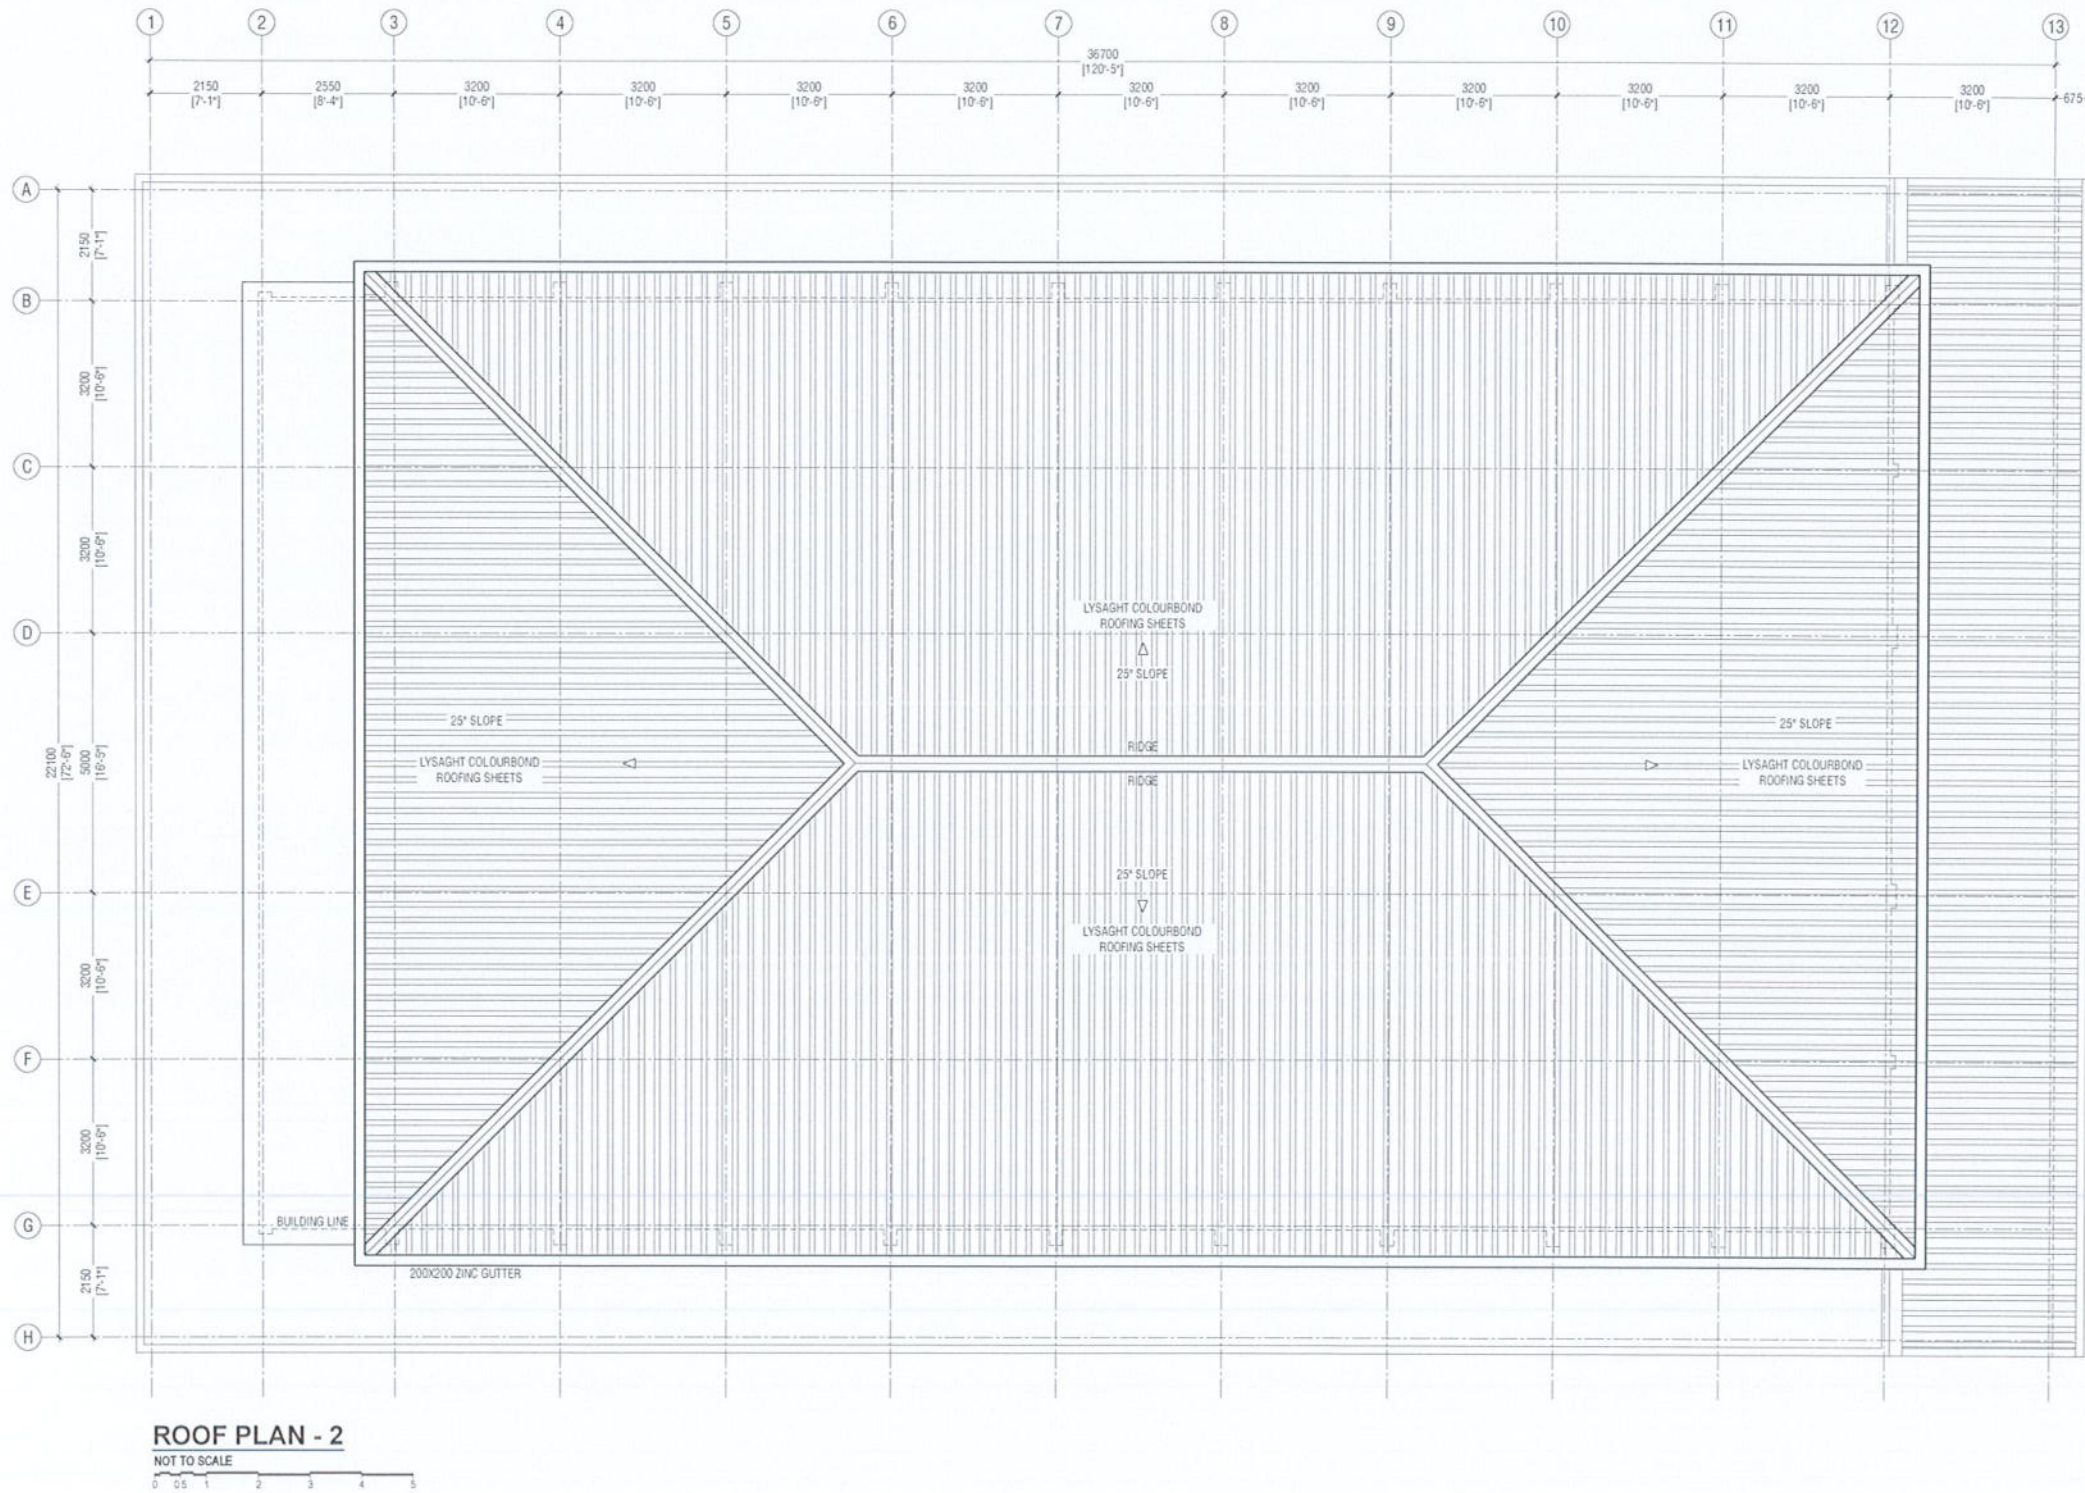 1 2 3 4 5 6 7 8 9 10 11 12 13
36700
[120'-5"]
2150 2550 3200 3200 3200 3200 3200 3200 3200 3200 3200 3200 675
[7'-1"] [8'-4"] [10'-6"] [10'-6"] [10'-6"] [10'-6"] [10'-6"] [10'-6"] [10'-6"] [10'-6"] [10'-6"] [10'-6"]
A
2150
[7'-1"]
B
3200
[10'-6"]
C
3200
[10'-6"]
D
LYSAGHT COLOURBOND
ROOFING SHEETS
25° SLOPE
22100
[72'-6"]
5000
[16'-5"]
25° SLOPE
LYSAGHT COLOURBOND
ROOFING SHEETS
RIDGE
RIDGE
25° SLOPE
LYSAGHT COLOURBOND
ROOFING SHEETS
25° SLOPE
LYSAGHT COLOURBOND
ROOFING SHEETS
E
3200
[10'-6"]
F
3200
[10'-6"]
G
BUILDING LINE
2150
[7'-1"]
200X200 ZINC GUTTER
H
ROOF PLAN - 2
NOT TO SCALE
0 0.5 1 2 3 4 5